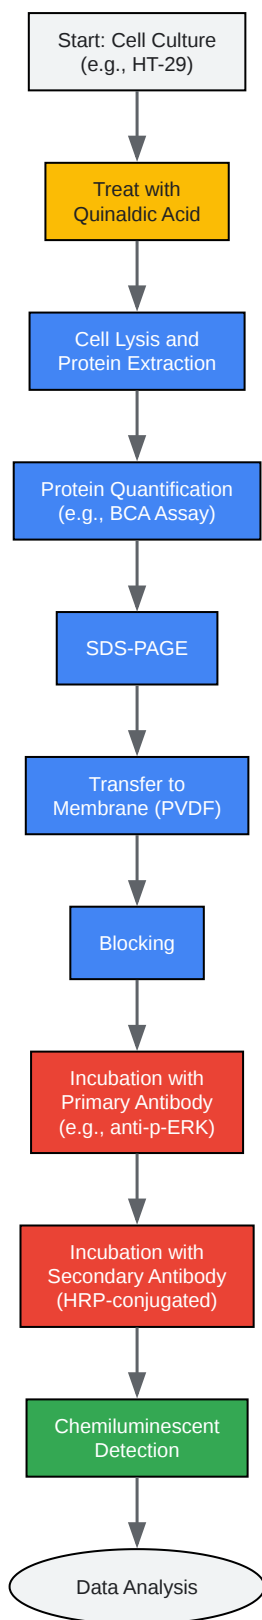 Start: Cell Culture
(e.g., HT-29)
Treat with
Quinaldic Acid
Cell Lysis and
Protein Extraction
Protein Quantification
(e.g., BCA Assay)
SDS-PAGE
Transfer to
Membrane (PVDF)
Blocking
Incubation with
Primary Antibody
(e.g., anti-p-ERK)
Incubation with
Secondary Antibody
(HRP-conjugated)
Chemiluminescent
Detection
Data Analysis